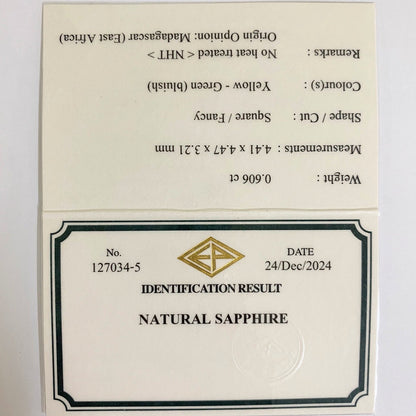 Weight : 0.606 ct
Measurements : 4.41 x 4.47 x 3.21 mm
Shape / Cut : Square / Fancy
Colour(s) : Yellow - Green (bluish)
Remarks : No heat treated < NHT >
Origin Opinion: Madagascar (East Africa)
No. DATE
127034-5 24/Dec/2024
IDENTIFICATION RESULT
NATURAL SAPPHIRE